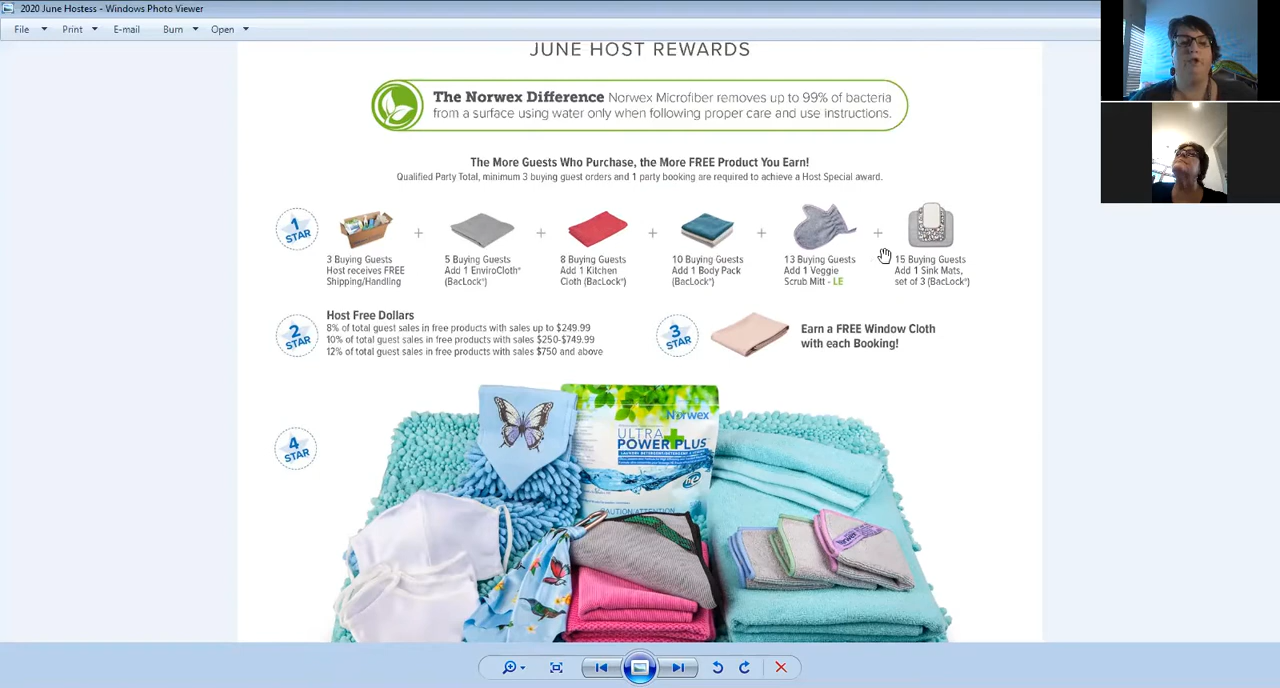 2020 June Hostess - Windows Photo Viewer
File Print E-mail Burn Open
JUNE HOST REWARDS
The Norwex Difference Norwex Microfiber removes up to 99% of bacteria
from a surface using water only when following proper care and use instructions.
The More Guests Who Purchase, the More FREE Product You Earn!
Qualified Party Total, minimum 3 buying guest orders and 1 party booking are required to achieve a Host Special award.
1
STAR
+ + + + +
3 Buying Guests
Host receives FREE
Shipping/Handling
5 Buying Guests
Add 1 EnviroCloth®
(BacLock®)
8 Buying Guests
Add 1 Kitchen
Cloth (BacLock®)
10 Buying Guests
Add 1 Body Pack
(BacLock®)
13 Buying Guests
Add 1 Veggie
Scrub Mitt - LE
15 Buying Guests
Add 1 Sink Mats,
set of 3 (BacLock®)
2
STAR
Host Free Dollars
8% of total guest sales in free products with sales up to $249.99
10% of total guest sales in free products with sales $250-$749.99
12% of total guest sales in free products with sales $750 and above
3
STAR
Earn a FREE Window Cloth
with each Booking!
4
STAR
Norwex
ULTRA
POWER PLUS
he
CAUTION/ATTENTION